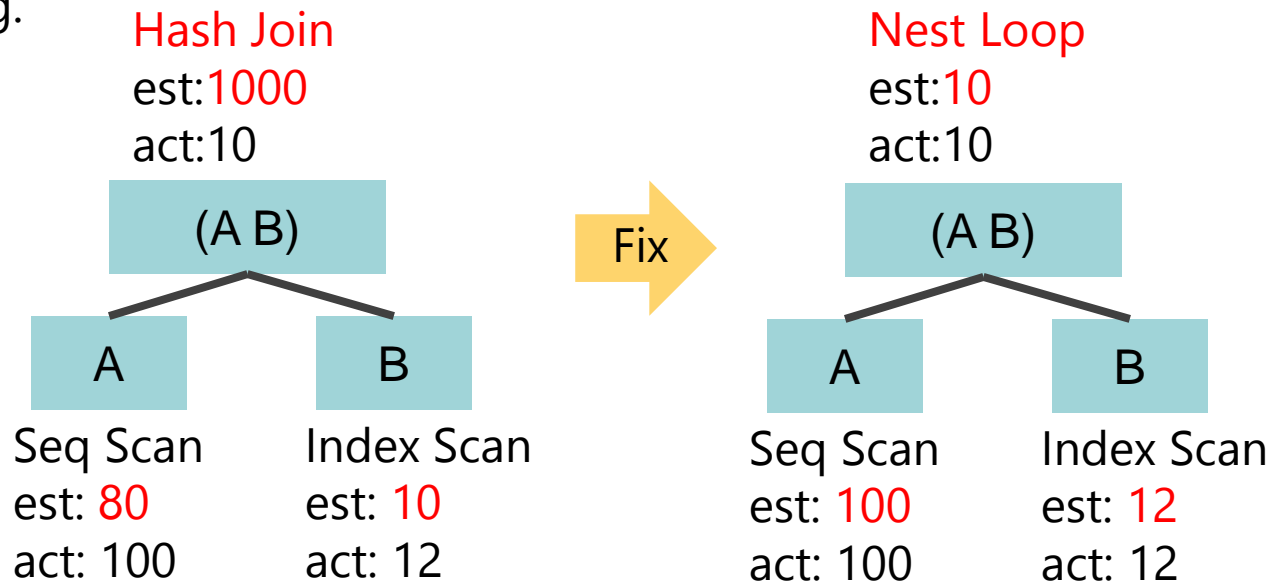 g.
Hash Join
est:1000
act:10
(A B)
A
B
Seq Scan
est: 80
act: 100
Index Scan
est: 10
act: 12
Fix
Nest Loop
est:10
act:10
(A B)
A
B
Seq Scan
est: 100
act: 100
Index Scan
est: 12
act: 12